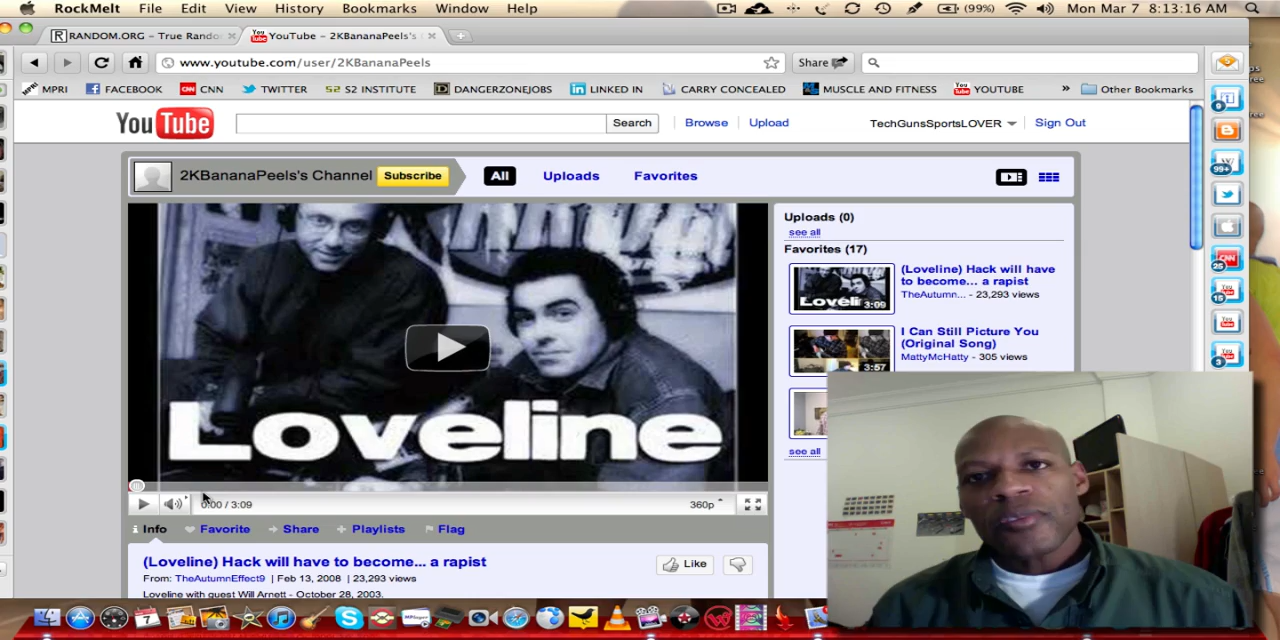 RockMelt File Edit View History Bookmarks Window Help (99%) Mon Mar 7 8:13:16 AM
RANDOM.ORG - True Rando YouTube - 2KBananaPeels's
www.youtube.com/user/2KBananaPeels Share
MPRI FACEBOOK CNN TWITTER S2 INSTITUTE DANGERZONEJOBS LINKED IN CARRY CONCEALED MUSCLE AND FITNESS YOUTUBE » Other Bookmarks
YouTube Search Browse Upload TechGunsSportsLOVER Sign Out
2KBananaPeels's Channel Subscribe All Uploads Favorites
Uploads (0)
see all
Favorites (17)
(Loveline) Hack will have
to become... a rapist
TheAutumn... - 23,293 views
3:09
I Can Still Picture You
(Original Song)
MattyMcHatty - 305 views
3:57
see all
Loveline
0:00 / 3:09 360p
Info Favorite Share Playlists Flag
(Loveline) Hack will have to become... a rapist
Like
From: TheAutumnEffect9 | Feb 13, 2008 | 23,293 views
Loveline with guest Will Arnett - October 28, 2003.
9
99+
25
15
3